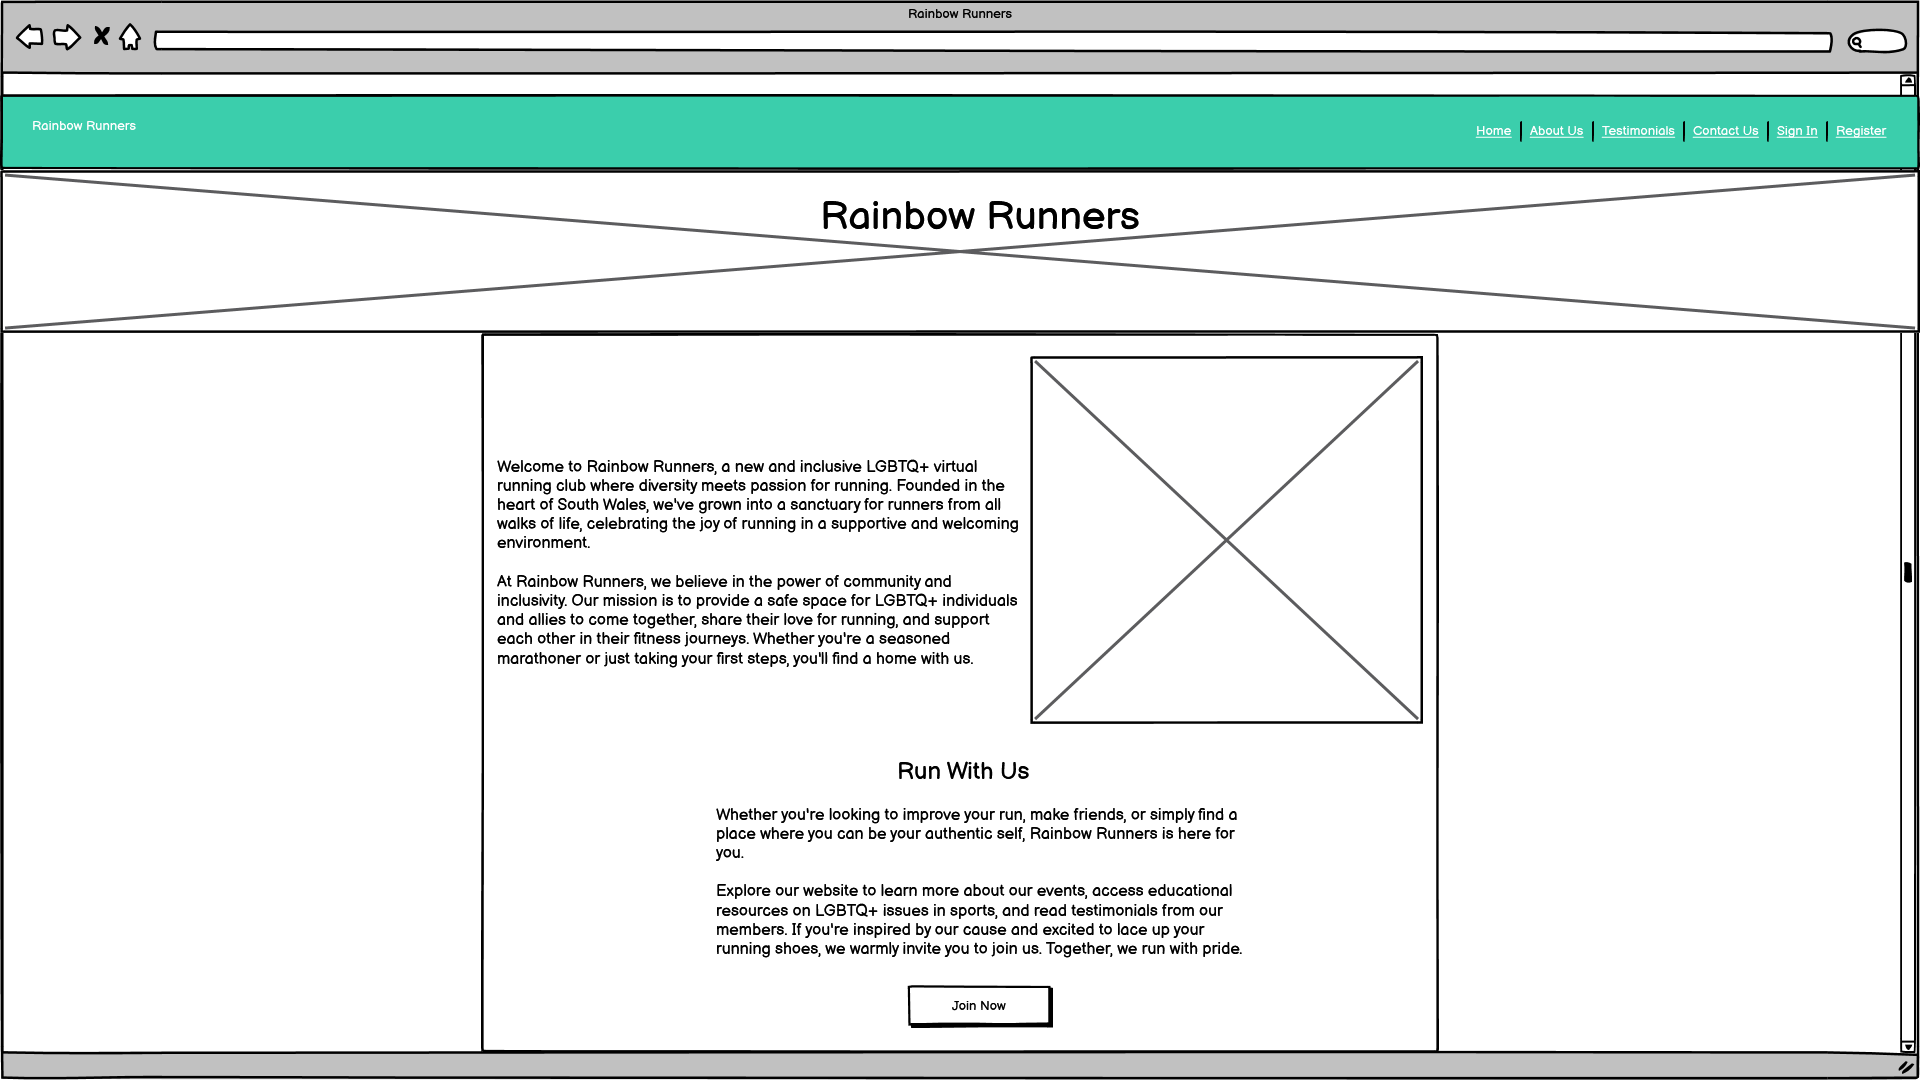 Rainbow Runners
Rainbow Runners
Home
About Us
Testimonials
Contact Us
Sign In
Register
Rainbow Runners
Welcome to Rainbow Runners, a new and inclusive LGBTQ+ virtual
running club where diversity meets passion for running. Founded in the
heart of South Wales, we've grown into a sanctuary for runners from all
walks of life, celebrating the joy of running in a supportive and welcoming
environment.
At Rainbow Runners, we believe in the power of community and
inclusivity. Our mission is to provide a safe space for LGBTQ+ individuals
and allies to come together, share their love for running, and support
each other in their fitness journeys. Whether you're a seasoned
marathoner or just taking your first steps, you'll find a home with us.
Run With Us
Whether you're looking to improve your run, make friends, or simply find a
place where you can be your authentic self, Rainbow Runners is here for
you.
Explore our website to learn more about our events, access educational
resources on LGBTQ+ issues in sports, and read testimonials from our
members. If you're inspired by our cause and excited to lace up your
running shoes, we warmly invite you to join us. Together, we run with pride.
Join Now